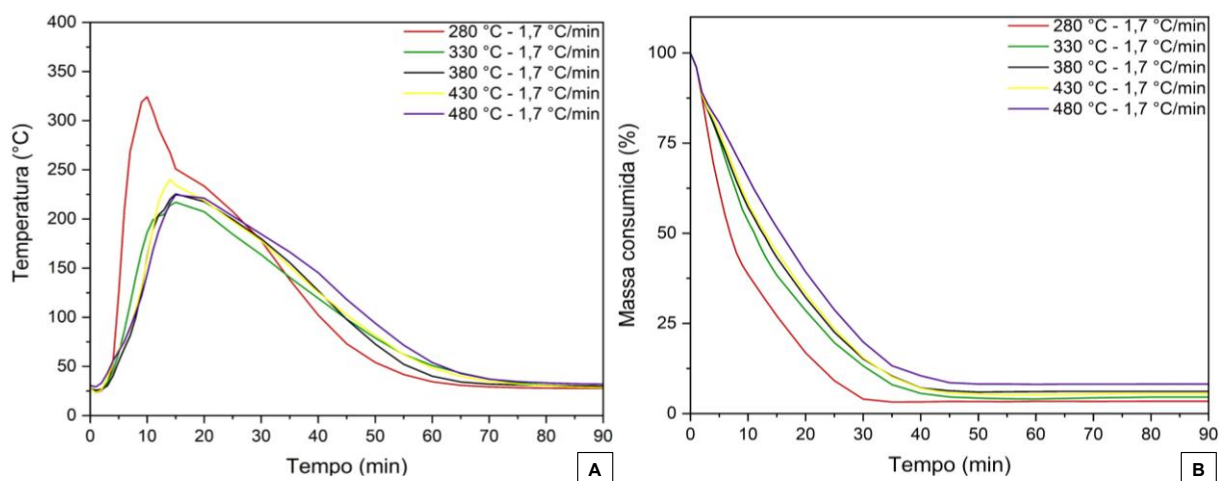 400
350
300
250
200
150
100
50
0
Temperatura (°C)
280 °C - 1,7 °C/min
330 °C - 1,7 °C/min
380 °C - 1,7 °C/min
430 °C - 1,7 °C/min
480 °C - 1,7 °C/min
0 10 20 30 40 50 60 70 80 90
Tempo (min)
A
100
75
50
25
0
Massa consumida (%)
280 °C - 1,7 °C/min
330 °C - 1,7 °C/min
380 °C - 1,7 °C/min
430 °C - 1,7 °C/min
480 °C - 1,7 °C/min
0 10 20 30 40 50 60 70 80 90
Tempo (min)
B